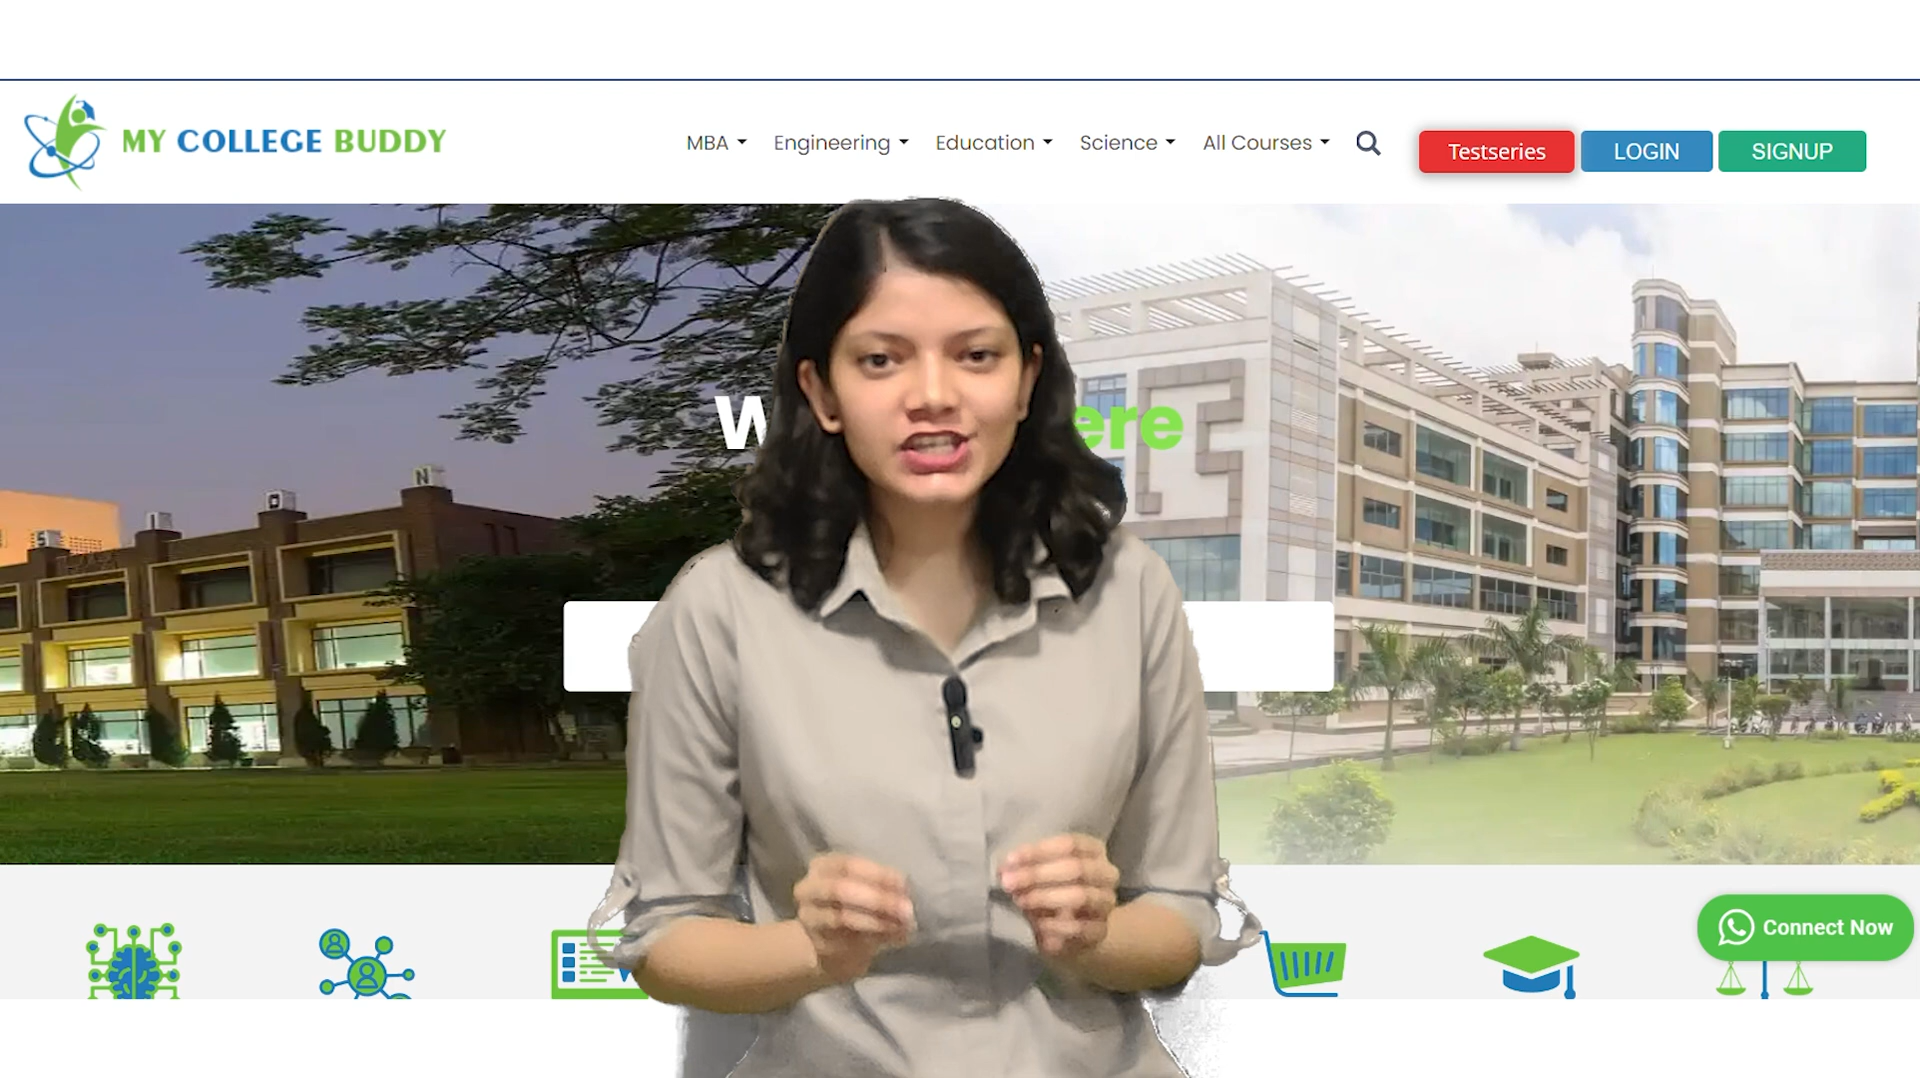 MY COLLEGE BUDDY
MBA
Engineering
Education
Science
All Courses
Testseries
LOGIN
SIGNUP
Connect Now